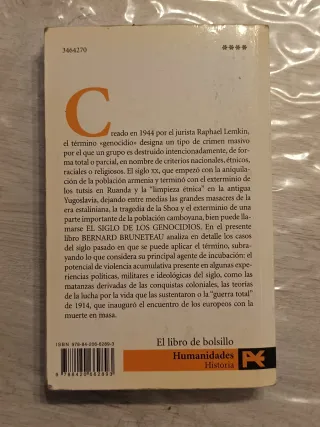 3464270
****
Creado en 1944 por el jurista Raphael Lemkin,
el término «genocidio» designa un tipo de crimen masivo
por el que un grupo es destruido intencionadamente, de for-
ma total o parcial, en nombre de criterios nacionales, étnicos,
raciales o religiosos. El siglo XX, que empezó con la aniquila-
ción de la población armenia y terminó con el exterminio de
los tutsis en Ruanda y la "limpieza étnica" en la antigua
Yugoslavia, dejando entre medias las grandes masacres de la
era estaliniana, la tragedia de la Shoa y el exterminio de una
parte importante de la población camboyana, bien puede lla-
marse EL SIGLO DE LOS GENOCIDIOS. En el presente
libro BERNARD BRUNETEAU analiza en detalle los casos
del siglo pasado en que se puede aplicar el término, subra-
yando lo que considera su principal agente de incubación: el
potencial de violencia acumulativa presente en algunas expe-
riencias políticas, militares e ideológicas del siglo, como las
matanzas derivadas de las conquistas coloniales, las teorías
de la lucha por la vida que las sustentaron o la "guerra total"
de 1914, que inauguró el encuentro de los europeos con la
muerte en masa.
El libro de bolsillo
Humanidades
Historia